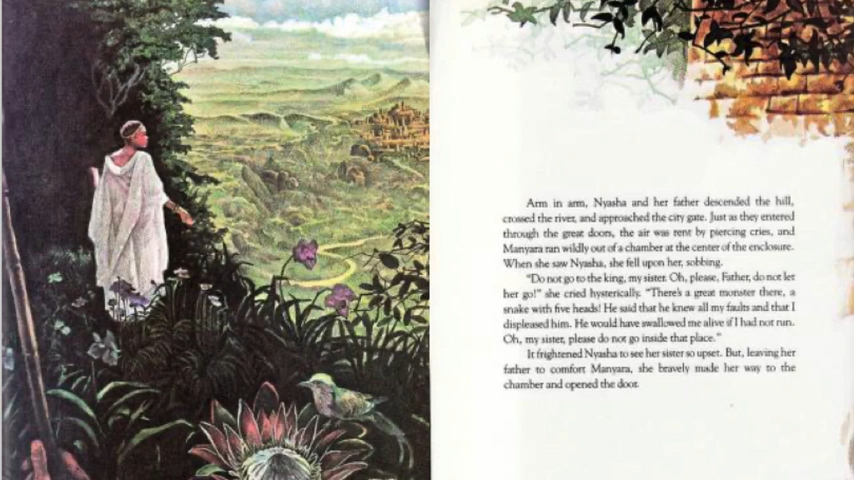 Arm in arm, Nyasha and her father descended the hill,
crossed the river, and approached the city gate. Just as they entered
through the great doors, the air was rent by piercing cries, and
Manyara ran wildly out of a chamber at the center of the enclosure.
When she saw Nyasha, she fell upon her, sobbing.
"Do not go to the king, my sister. Oh, please, Father, do not let
her go!" she cried hysterically. "There's a great monster there, a
snake with five heads! He said that he knew all my faults and that I
displeased him. He would have swallowed me alive if I had not run.
Oh, my sister, please do not go inside that place."
It frightened Nyasha to see her sister so upset. But, leaving her
father to comfort Manyara, she bravely made her way to the
chamber and opened the door.